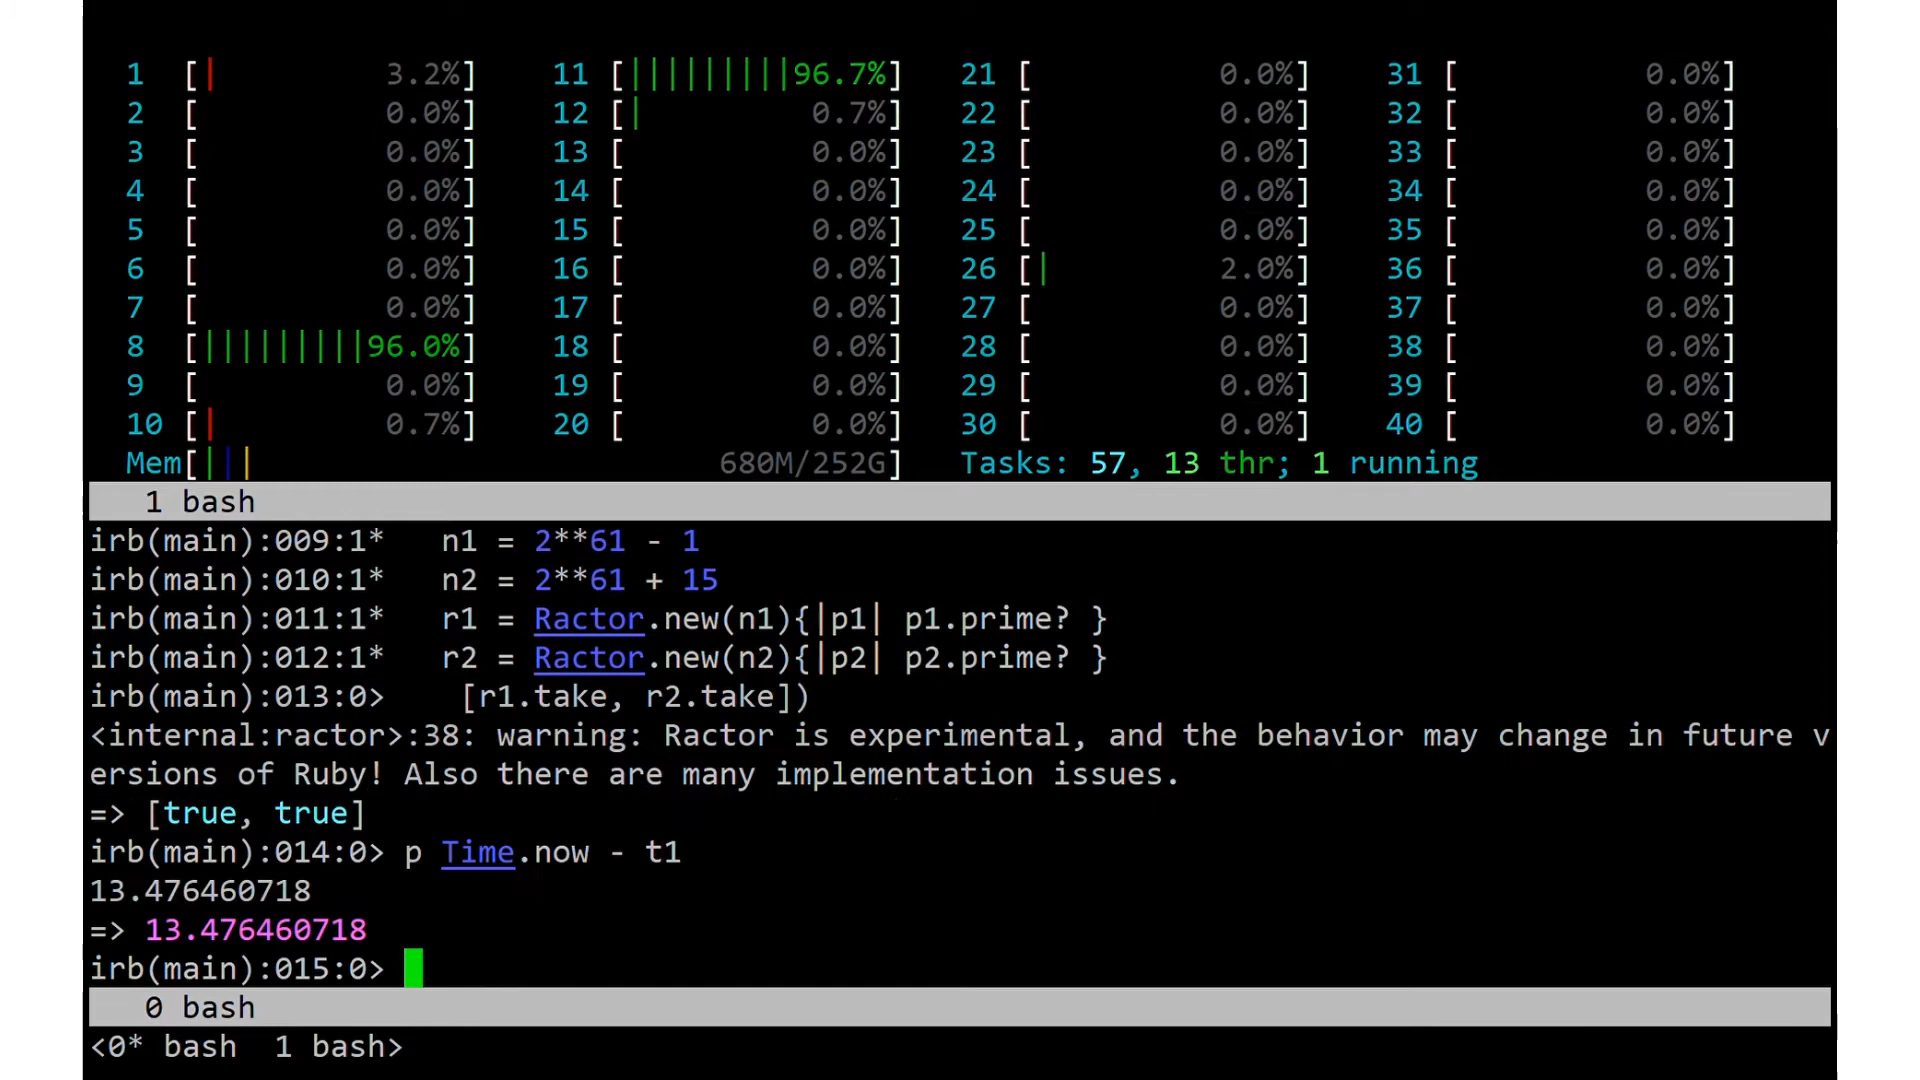 1 [| 3.2%] 11 [|||||||||96.7%] 21 [ 0.0%] 31 [ 0.0%]
2 [ 0.0%] 12 [| 0.7%] 22 [ 0.0%] 32 [ 0.0%]
3 [ 0.0%] 13 [ 0.0%] 23 [ 0.0%] 33 [ 0.0%]
4 [ 0.0%] 14 [ 0.0%] 24 [ 0.0%] 34 [ 0.0%]
5 [ 0.0%] 15 [ 0.0%] 25 [ 0.0%] 35 [ 0.0%]
6 [ 0.0%] 16 [ 0.0%] 26 [| 2.0%] 36 [ 0.0%]
7 [ 0.0%] 17 [ 0.0%] 27 [ 0.0%] 37 [ 0.0%]
8 [|||||||||96.0%] 18 [ 0.0%] 28 [ 0.0%] 38 [ 0.0%]
9 [ 0.0%] 19 [ 0.0%] 29 [ 0.0%] 39 [ 0.0%]
10 [| 0.7%] 20 [ 0.0%] 30 [ 0.0%] 40 [ 0.0%]
Mem[||| 680M/252G] Tasks: 57, 13 thr; 1 running
1 bash
irb(main):009:1* n1 = 2**61 - 1
irb(main):010:1* n2 = 2**61 + 15
irb(main):011:1* r1 = Ractor.new(n1){|p1| p1.prime? }
irb(main):012:1* r2 = Ractor.new(n2){|p2| p2.prime? }
irb(main):013:0> [r1.take, r2.take])
<internal:ractor>:38: warning: Ractor is experimental, and the behavior may change in future v
ersions of Ruby! Also there are many implementation issues.
=> [true, true]
irb(main):014:0> p Time.now - t1
13.476460718
=> 13.476460718
irb(main):015:0>
0 bash
<0* bash 1 bash>